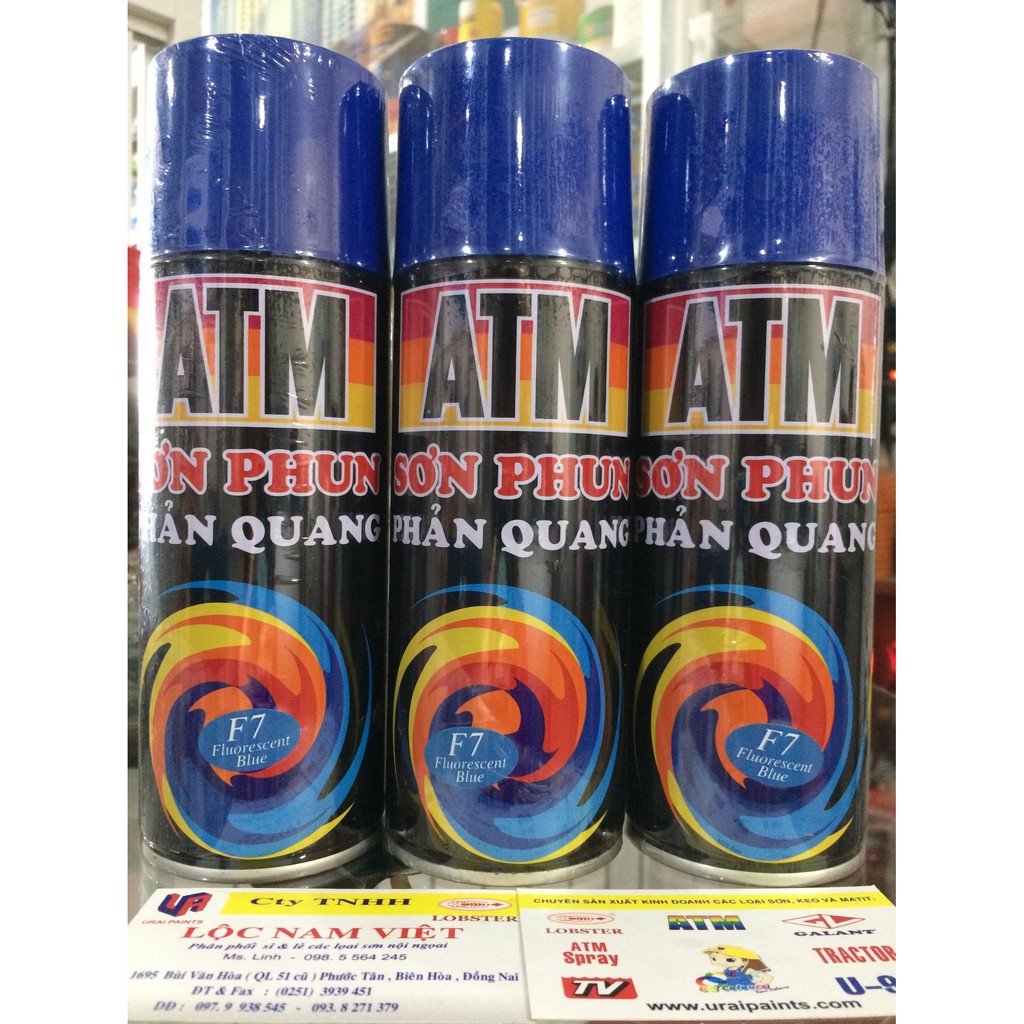 ATM
SƠN PHUN
PHẢN QUANG
F7
Fluorescent
Blue
ATM
SƠN PHUN
PHẢN QUANG
F7
Fluorescent
Blue
ATM
SƠN PHUN
PHẢN QUANG
F7
Fluorescent
Blue
URAI PAINTS
Cty TNHH
LOBSTER
LỘC NAM VIỆT
Phân phối sỉ & lẻ các loại sơn nội ngoại
Ms. Linh - 098. 5 564 245
1695 Bùi Văn Hòa ( QL 51 cũ ) Phước Tân , Biên Hòa , Đồng Nai
ĐT & Fax : (0251) 3939 451
DĐ : 097. 9 938 545 - 093. 8 271 379
CHUYÊN SẢN XUẤT KINH DOANH CÁC LOẠI SƠN, KEO VÀ MATIT:
LOBSTER
ATM
GALANT
ATM
Spray
TRACTOR
TV
U-9
www.uraipaints.com